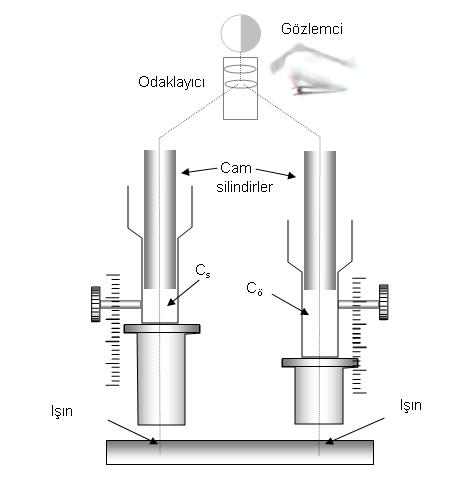 Gözlemci
Odaklayıcı
Cam
silindirler
Cs
Cö
Işın
Işın